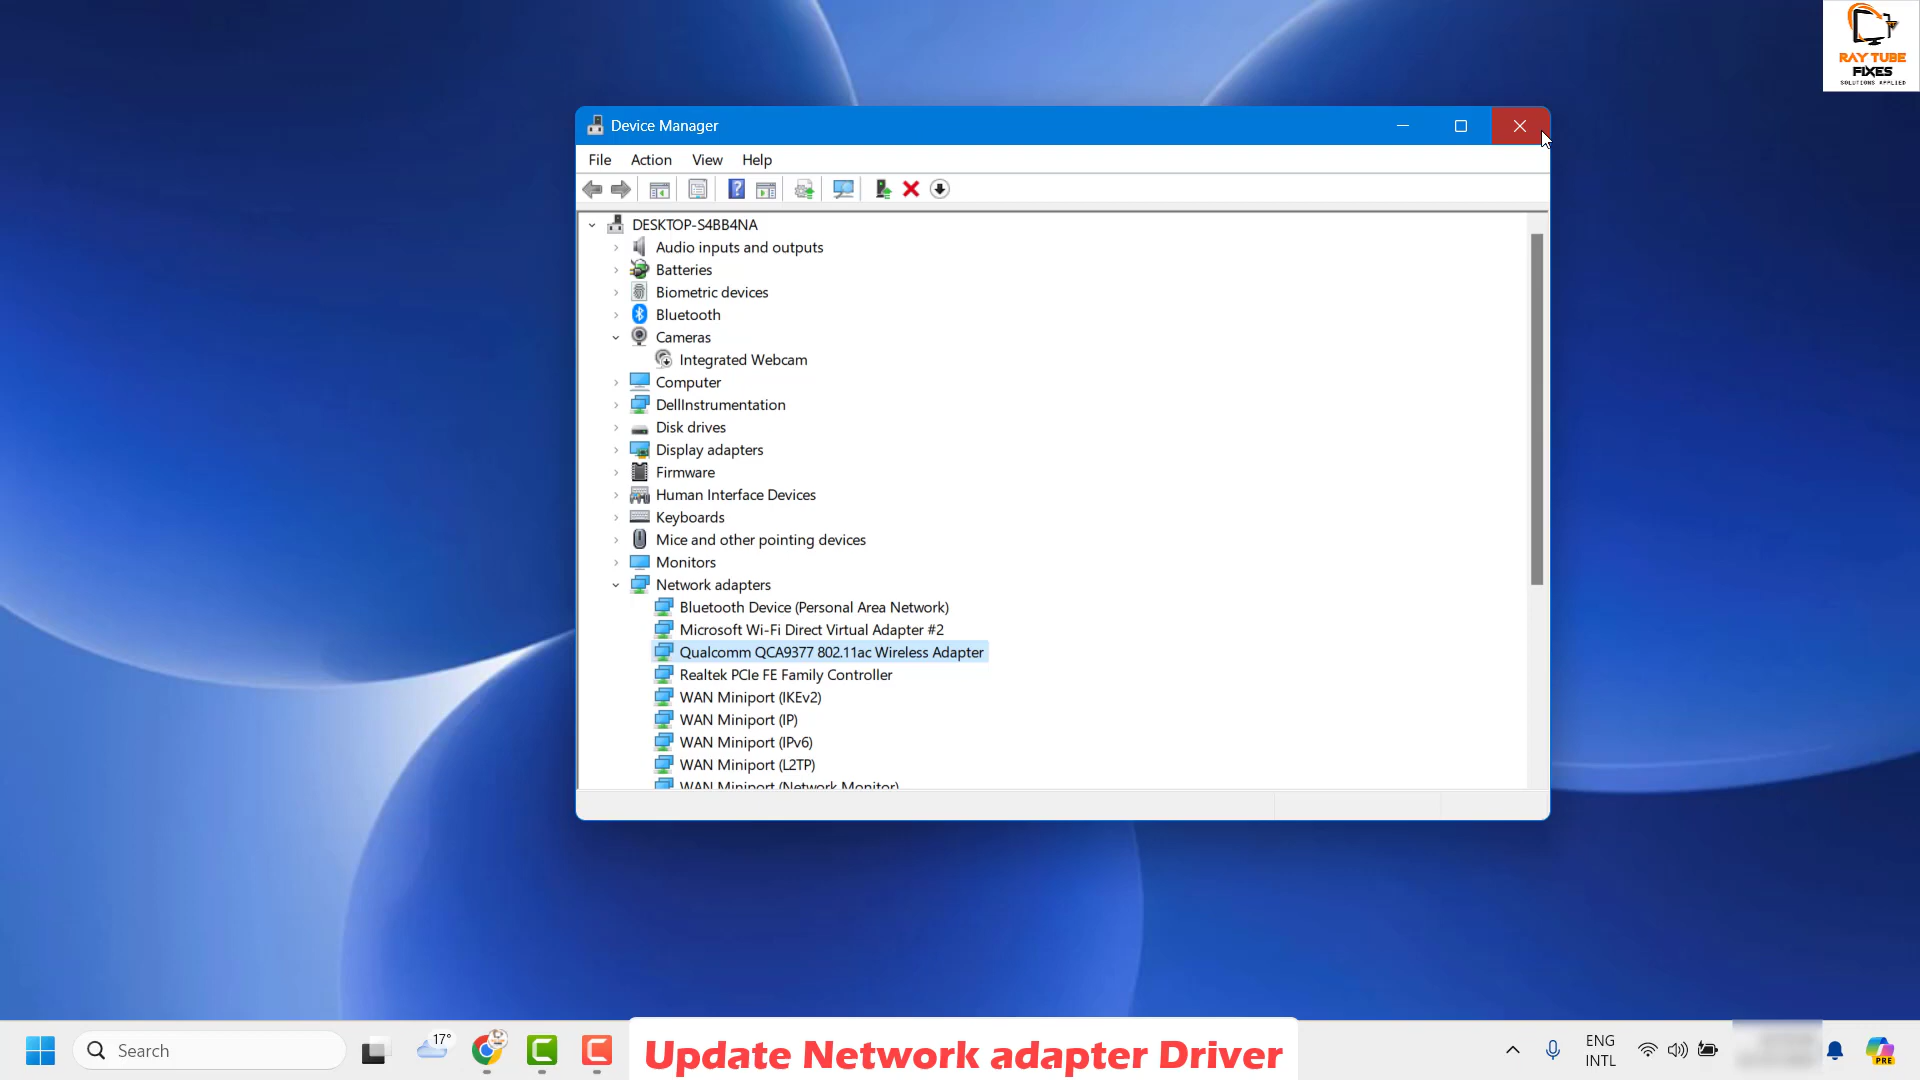 RAY TUBE
FIXES
SOLUTIONS APPLIED
Device Manager
File Action View Help
DESKTOP-S4BB4NA
Audio inputs and outputs
Batteries
Biometric devices
Bluetooth
Cameras
Integrated Webcam
Computer
DellInstrumentation
Disk drives
Display adapters
Firmware
Human Interface Devices
Keyboards
Mice and other pointing devices
Monitors
Network adapters
Bluetooth Device (Personal Area Network)
Microsoft Wi-Fi Direct Virtual Adapter #2
Qualcomm QCA9377 802.11ac Wireless Adapter
Realtek PCIe FE Family Controller
WAN Miniport (IKEv2)
WAN Miniport (IP)
WAN Miniport (IPv6)
WAN Miniport (L2TP)
WAN Miniport (Network Monitor)
Search
17°
Update Network adapter Driver
ENG
INTL
PRE